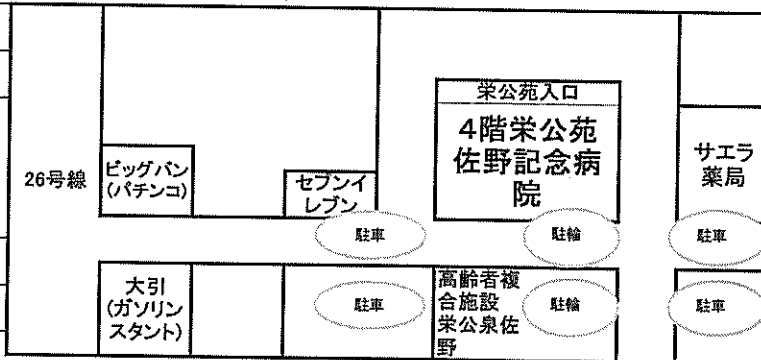 栄公苑入口
4階栄公苑
佐野記念病
院
26号線
ビッグバン
(パチンコ)
セブンイ
レブン
サエラ
薬局
駐車
駐輪
駐車
大引
(ガソリン
スタント)
駐車
高齢者複
合施設
栄公泉佐
野
駐輪
駐車